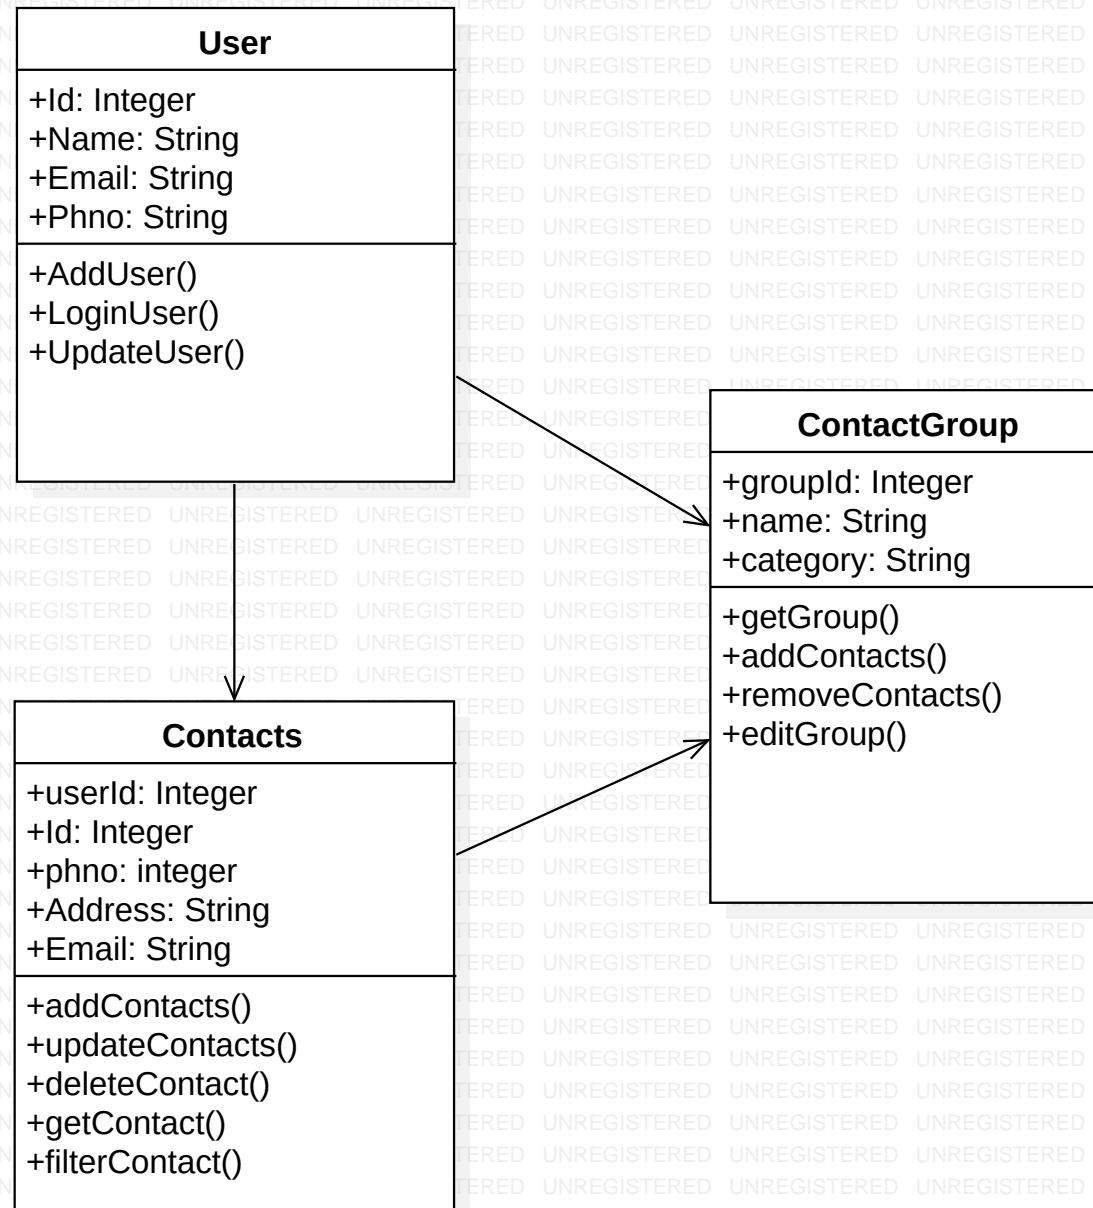 User
+Id: Integer
+Name: String
+Email: String
+Phno: String
+AddUser()
+LoginUser()
+UpdateUser()
ContactGroup
+groupId: Integer
+name: String
+category: String
+getGroup()
+addContacts()
+removeContacts()
+editGroup()
Contacts
+userId: Integer
+Id: Integer
+phno: integer
+Address: String
+Email: String
+addContacts()
+updateContacts()
+deleteContact()
+getContact()
+filterContact()
UNREGISTERED